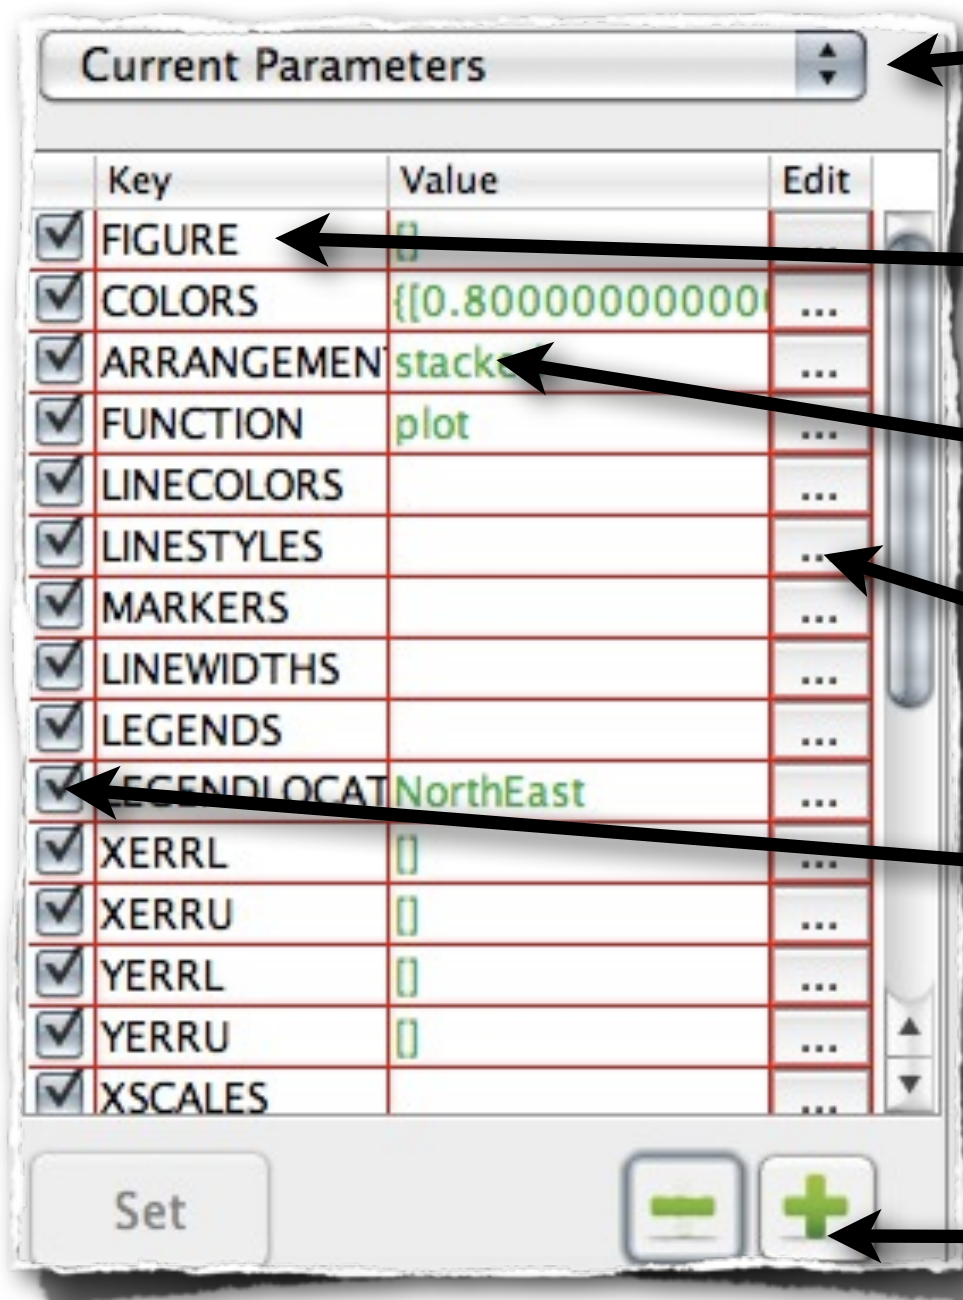 Current Parameters
Key Value Edit
FIGURE [] ...
COLORS {[0.800000000000 ...
ARRANGEMEN ...
FUNCTION plot ...
LINECOLORS ...
LINESTYLES ...
MARKERS ...
LINEWIDTHS ...
LEGENDS ...
LEGENDLOCAT NorthEast ...
XERRL [] ...
XERRU [] ...
YERRL [] ...
YERRU [] ...
XSCALES ...
Set